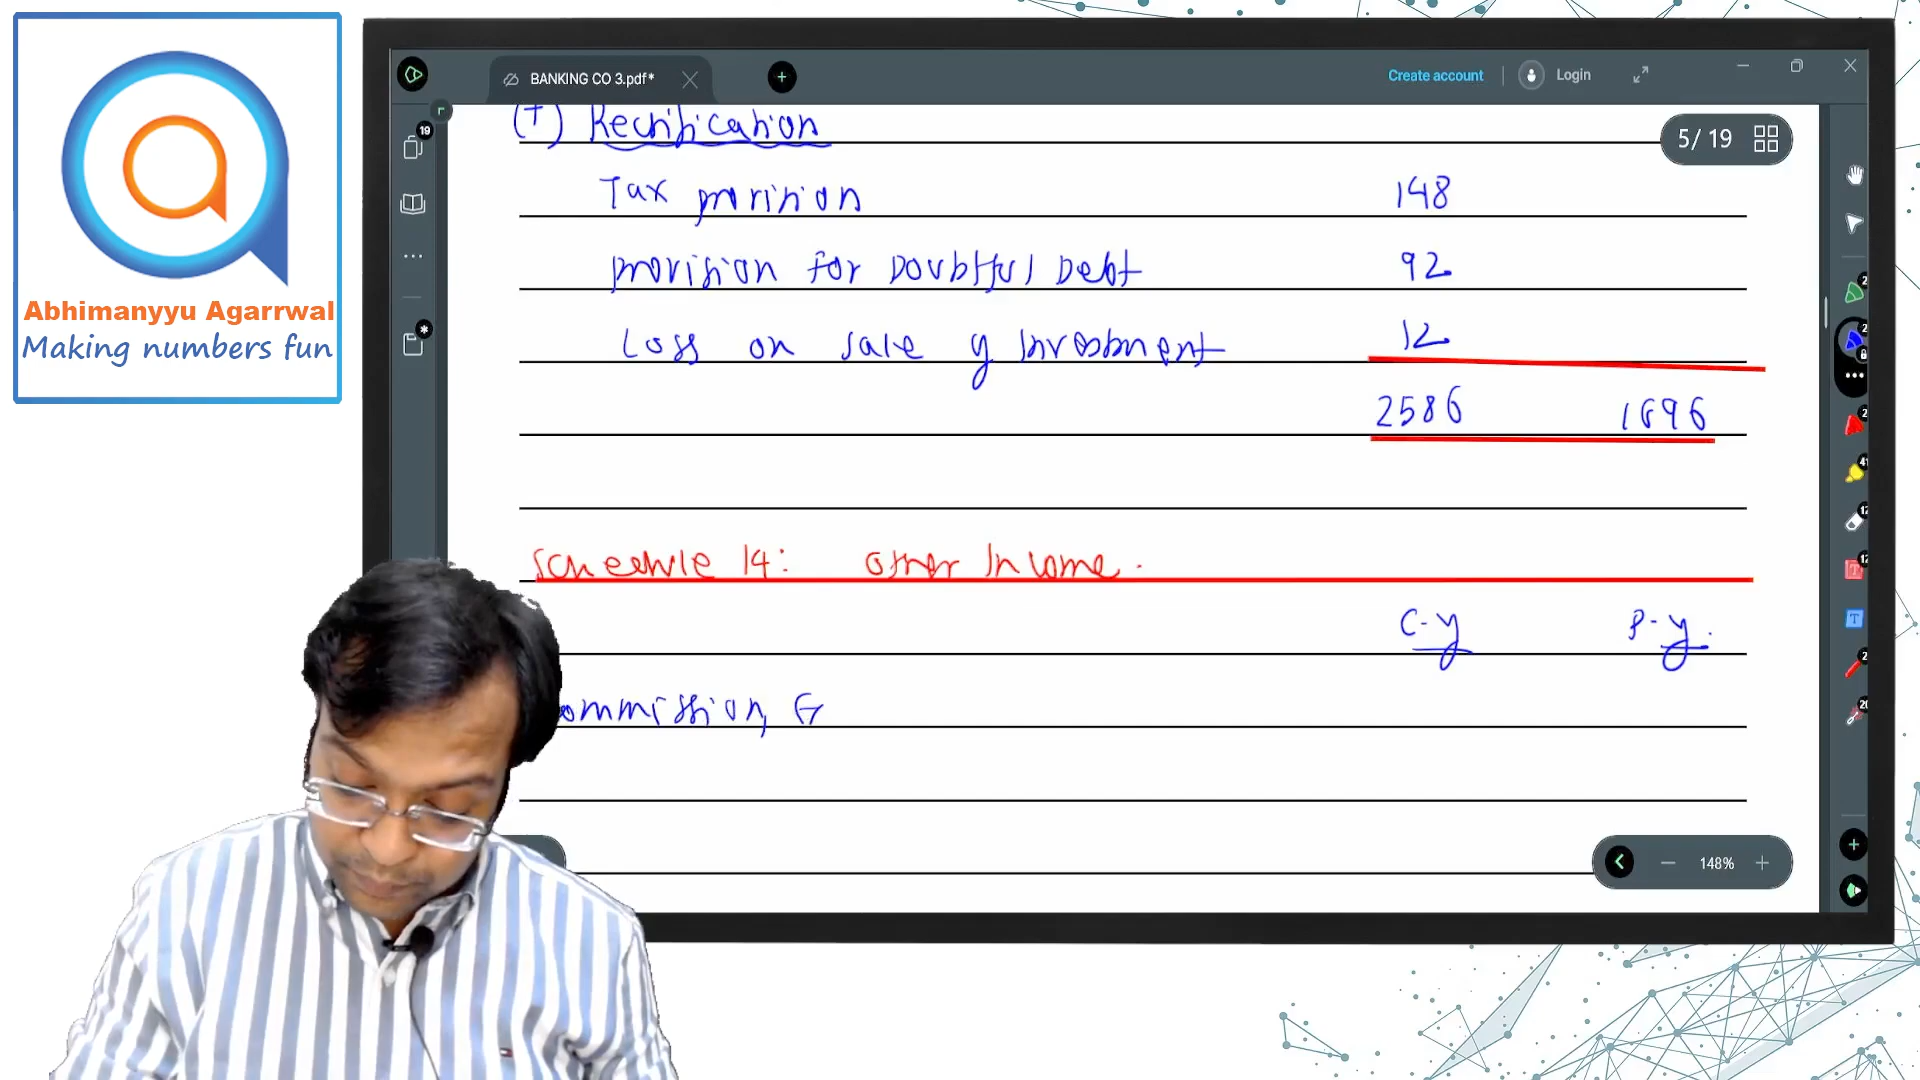 Abhimanyyu Agarrwal
Making numbers fun
BANKING CO 3.pdf*
Create account
Login
19
5/ 19
(+) Rectification
Tax provision 148
provision for Doubtful Debt 92
Loss on sale of Investment 12
2586 1696
Schedule 14: Other Income.
C-y P-y.
ommission, E
148%